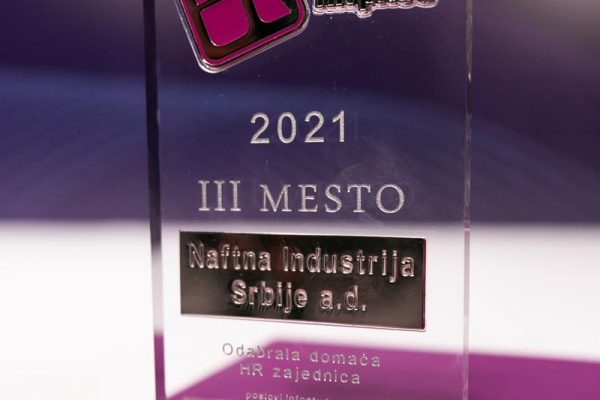 2021
III MESTO
Naftna Industrija
Srbije a.d.
Odabrala domaća
HR zajednica